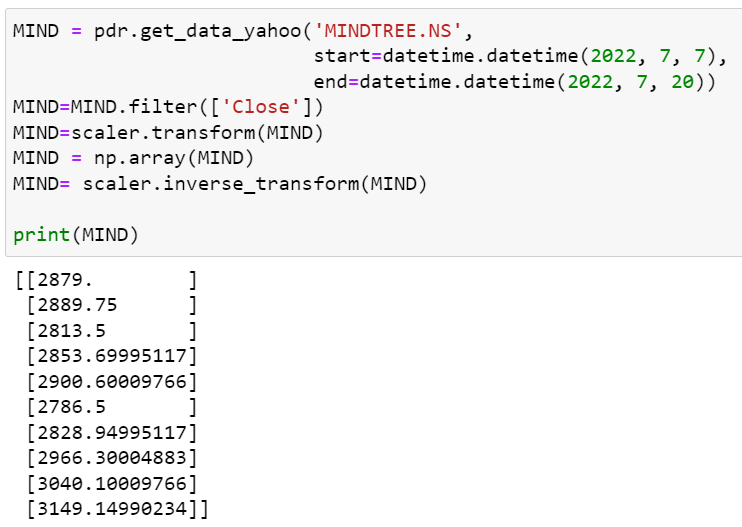 MIND = pdr.get_data_yahoo('MINDTREE.NS',
                          start=datetime.datetime(2022, 7, 7),
                          end=datetime.datetime(2022, 7, 20))
MIND=MIND.filter(['Close'])
MIND=scaler.transform(MIND)
MIND = np.array(MIND)
MIND= scaler.inverse_transform(MIND)

print(MIND)
[[2879.        ]
 [2889.75      ]
 [2813.5       ]
 [2853.69995117]
 [2900.60009766]
 [2786.5       ]
 [2828.94995117]
 [2966.30004883]
 [3040.10009766]
 [3149.14990234]]